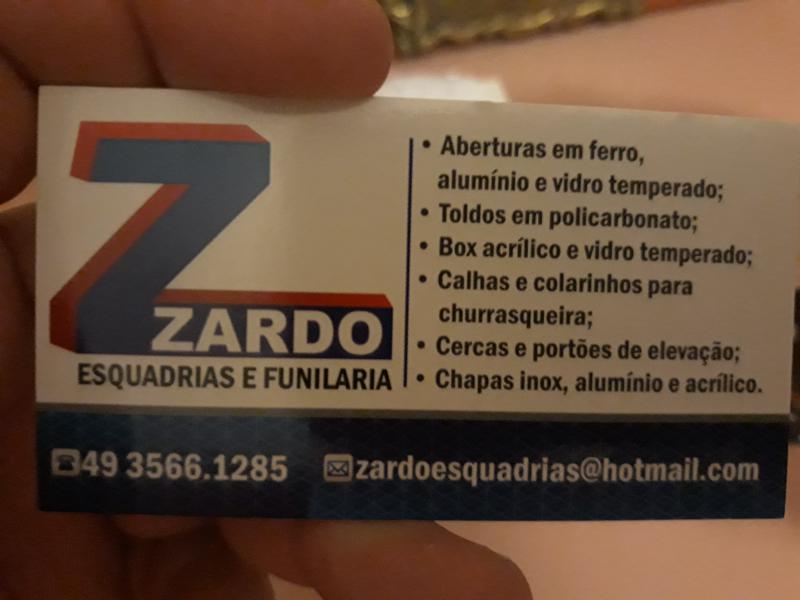 Z
ZARDO
ESQUADRIAS E FUNILARIA
• Aberturas em ferro,
alumínio e vidro temperado;
• Toldos em policarbonato;
• Box acrílico e vidro temperado;
• Calhas e colarinhos para
churrasqueira;
• Cercas e portões de elevação;
• Chapas inox, alumínio e acrílico.
49 3566.1285
zardoesquadrias@hotmail.com